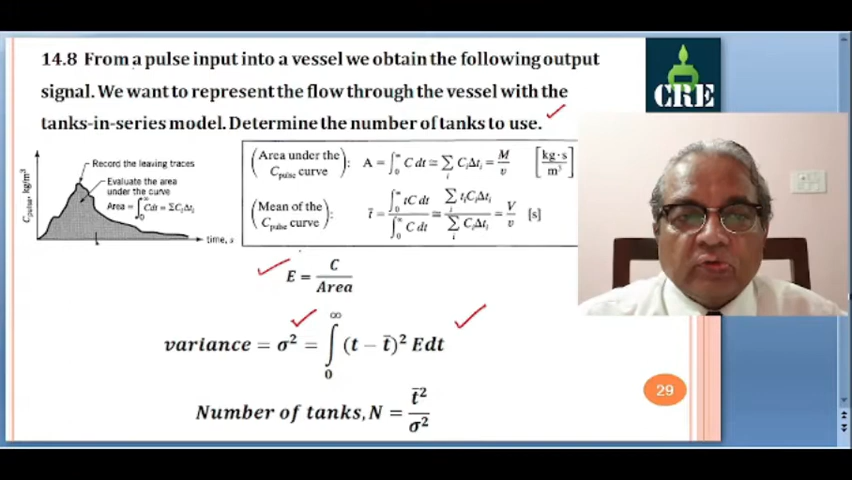 14.8 From a pulse input into a vessel we obtain the following output
signal. We want to represent the flow through the vessel with the
tanks-in-series model. Determine the number of tanks to use.
CRE
C_pulse, kg/m³
Record the leaving traces
Evaluate the area
under the curve
Area = ∫₀^∞ Cdt = ΣCᵢΔtᵢ
time, s
(Area under the C_pulse curve): A = ∫₀^∞ C dt ≅ Σᵢ CᵢΔtᵢ = M/υ [kg·s/m³]
(Mean of the C_pulse curve): t̄ = ∫₀^∞ tC dt / ∫₀^∞ C dt ≅ Σᵢ tᵢCᵢΔtᵢ / Σᵢ CᵢΔtᵢ = V/υ [s]
E = C/Area
variance = σ² = ∫₀^∞ (t − t̄)² Edt
29
Number of tanks, N = t̄²/σ²